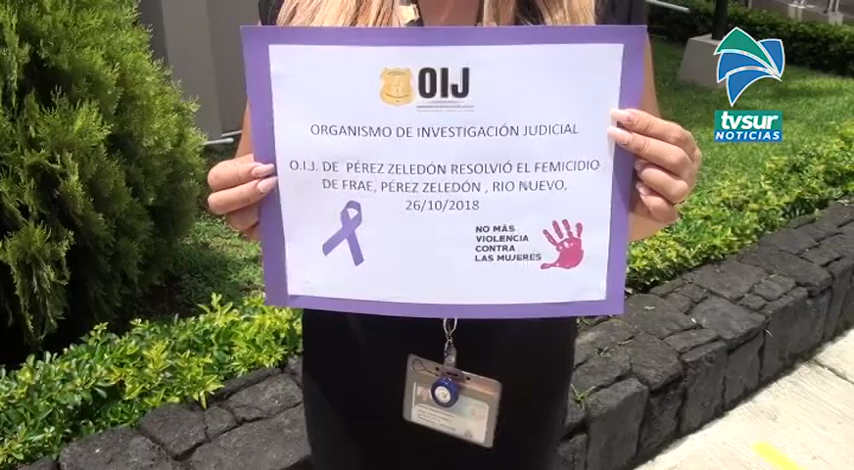 OIJ
ORGANISMO DE INVESTIGACIÓN JUDICIAL
O.I.J. DE PÉREZ ZELEDÓN RESOLVIÓ EL FEMICIDIO
DE FRAE, PÉREZ ZELEDÓN , RIO NUEVO,
26/10/2018
NO MÁS
VIOLENCIA
CONTRA
LAS MUJERES
tvsur
NOTICIAS